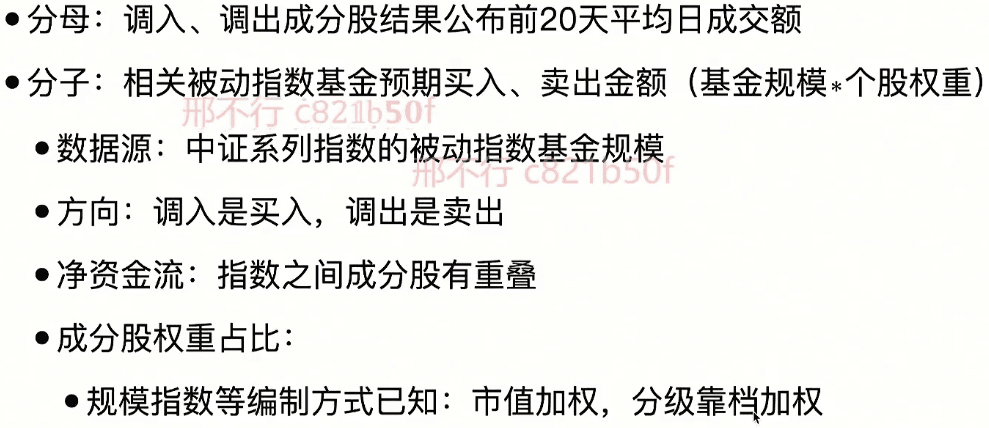 • 分母：调入、调出成分股结果公布前20天平均日成交额
• 分子：相关被动指数基金预期买入、卖出金额（基金规模*个股权重）
邢不行 c821b50f
• 数据源：中证系列指数的被动指数基金规模
邢不行 c821b50f
• 方向：调入是买入，调出是卖出
• 净资金流：指数之间成分股有重叠
• 成分股权重占比：
• 规模指数等编制方式已知：市值加权，分级靠档加权